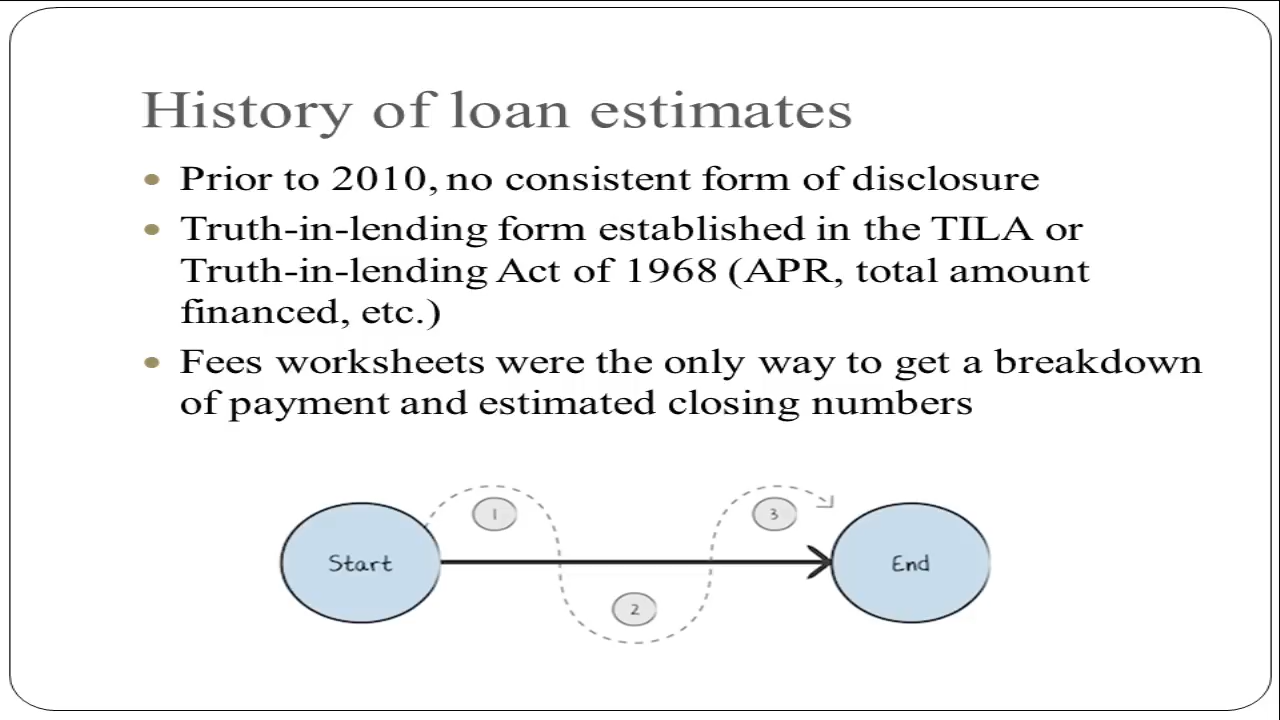 History of loan estimates
Prior to 2010, no consistent form of disclosure
Truth-in-lending form established in the TILA or
Truth-in-lending Act of 1968 (APR, total amount
financed, etc.)
Fees worksheets were the only way to get a breakdown
of payment and estimated closing numbers
1
3
Start
End
2